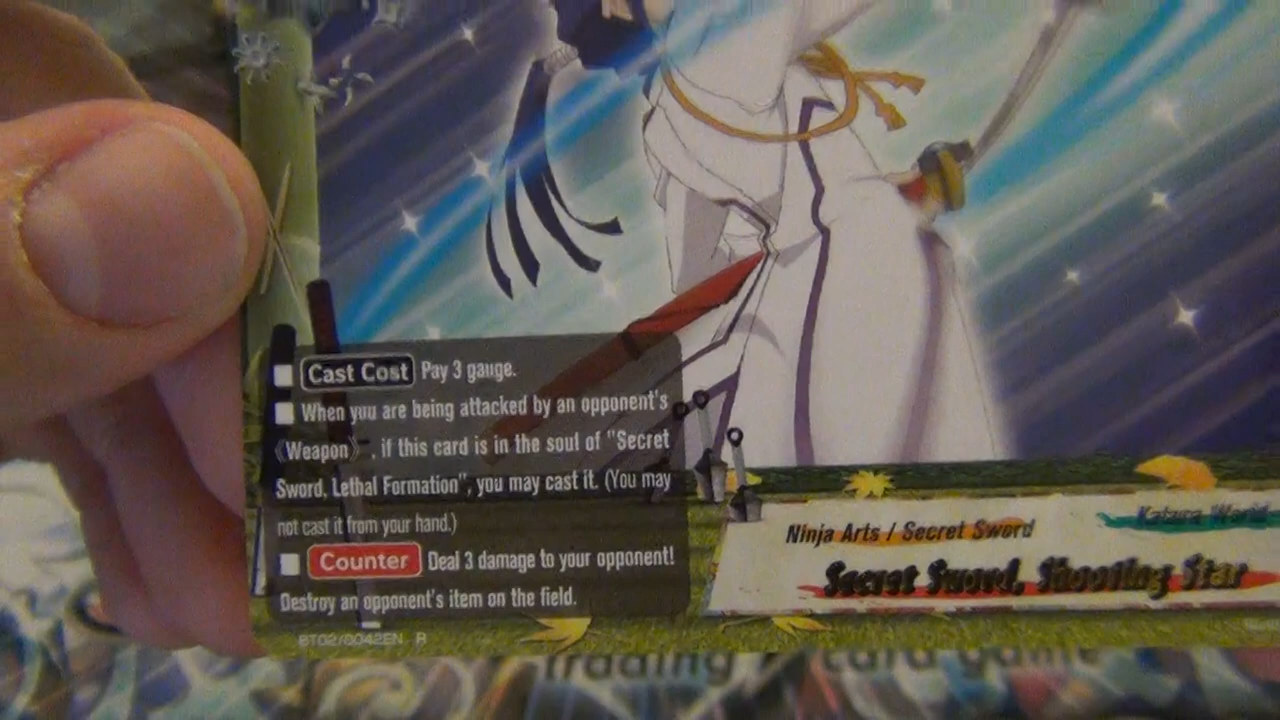 Cast Cost Pay 3 gauge.
When you are being attacked by an opponent's
《Weapon》, if this card is in the soul of "Secret
Sword, Lethal Formation", you may cast it. (You may
not cast it from your hand.)
Counter Deal 3 damage to your opponent!
Destroy an opponent's item on the field.
BT02/0042EN R
Ninja Arts / Secret Sword
Katana World
Secret Sword, Shooting Star
trading card game